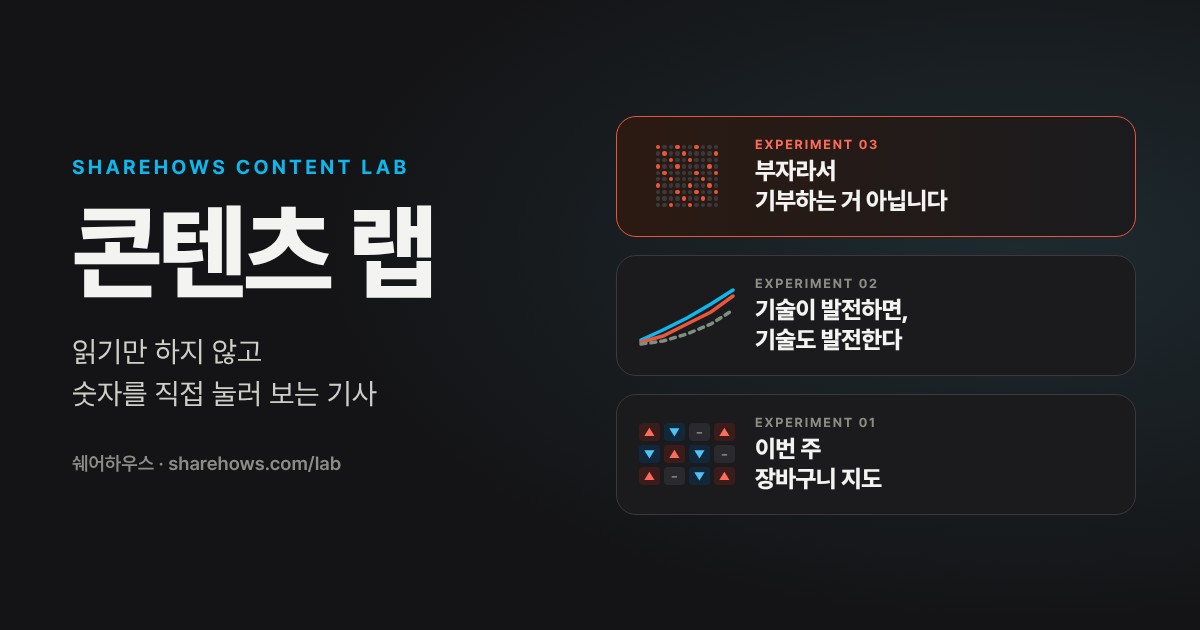 SHAREHOWS CONTENT LAB
콘텐츠 랩
읽기만 하지 않고
숫자를 직접 눌러 보는 기사
쉐어하우스 · sharehows.com/lab
EXPERIMENT 03
부자라서
기부하는 거 아닙니다
EXPERIMENT 02
기술이 발전하면,
기술도 발전한다
EXPERIMENT 01
이번 주
장바구니 지도